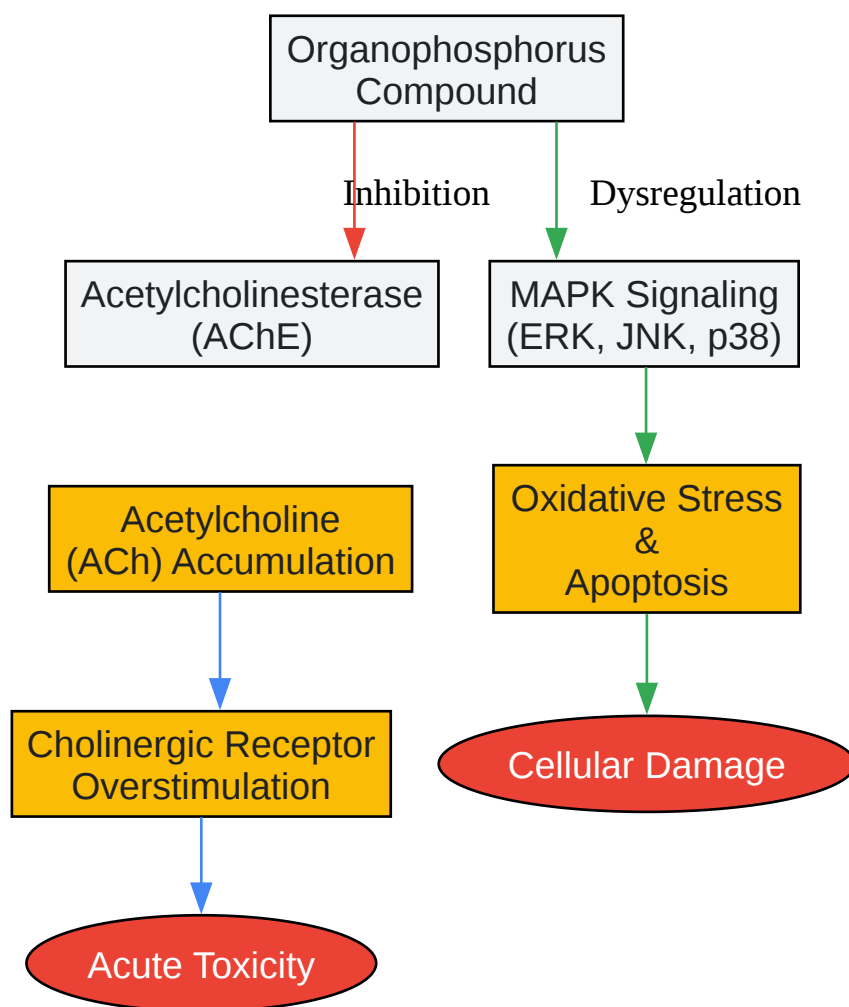 Organophosphorus
Compound
Inhibition
Dysregulation
Acetylcholinesterase
(AChE)
MAPK Signaling
(ERK, JNK, p38)
Acetylcholine
(ACh) Accumulation
Oxidative Stress
&
Apoptosis
Cholinergic Receptor
Overstimulation
Cellular Damage
Acute Toxicity